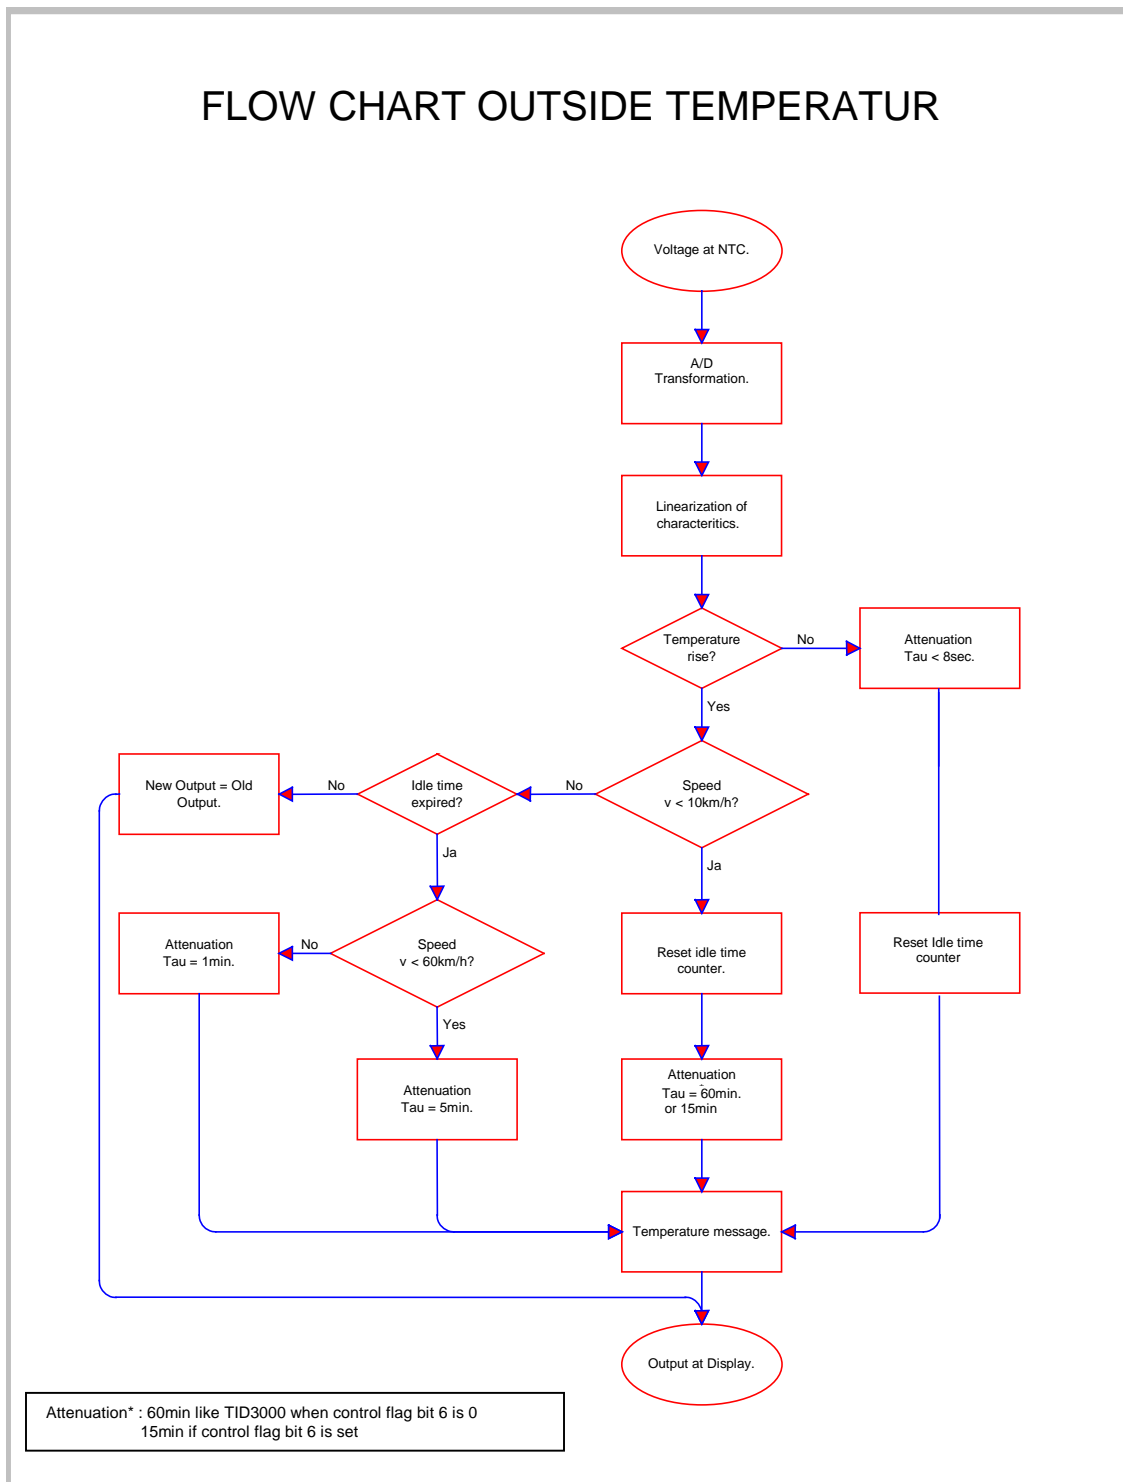 FLOW CHART OUTSIDE TEMPERATUR
Voltage at NTC.
A/D
Transformation.
Linearization of
characteritics.
Temperature
rise?
No
Attenuation
Tau < 8sec.
Yes
New Output = Old
Output.
No
Idle time
expired?
No
Speed
v < 10km/h?
Ja
Ja
Attenuation
Tau = 1min.
No
Speed
v < 60km/h?
Reset idle time
counter.
Reset Idle time
counter
Yes
Attenuation
Tau = 5min.
Attenuation
Tau = 60min.
or 15min
Temperature message.
Output at Display.
Attenuation* : 60min like TID3000 when control flag bit 6 is 0
15min if control flag bit 6 is set